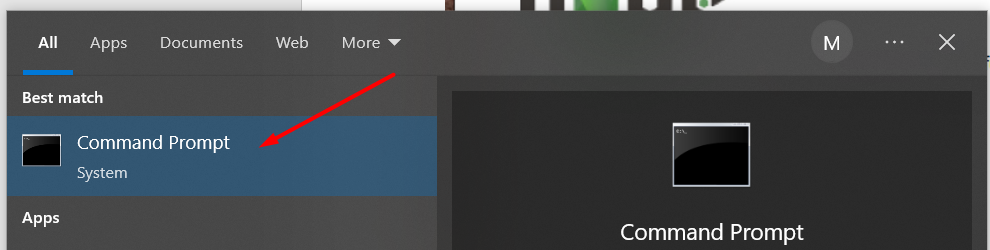 All Apps Documents Web More M
Best match
Command Prompt
System
Apps
Command Prompt